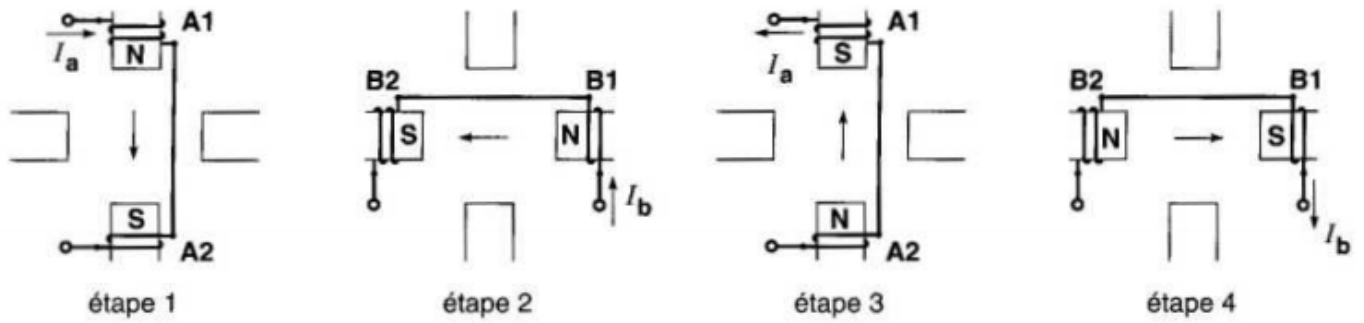 A1
Ia
N
S
A2
étape 1
B2
B1
S
N
Ib
étape 2
A1
Ia
S
N
A2
étape 3
B2
B1
N
S
Ib
étape 4